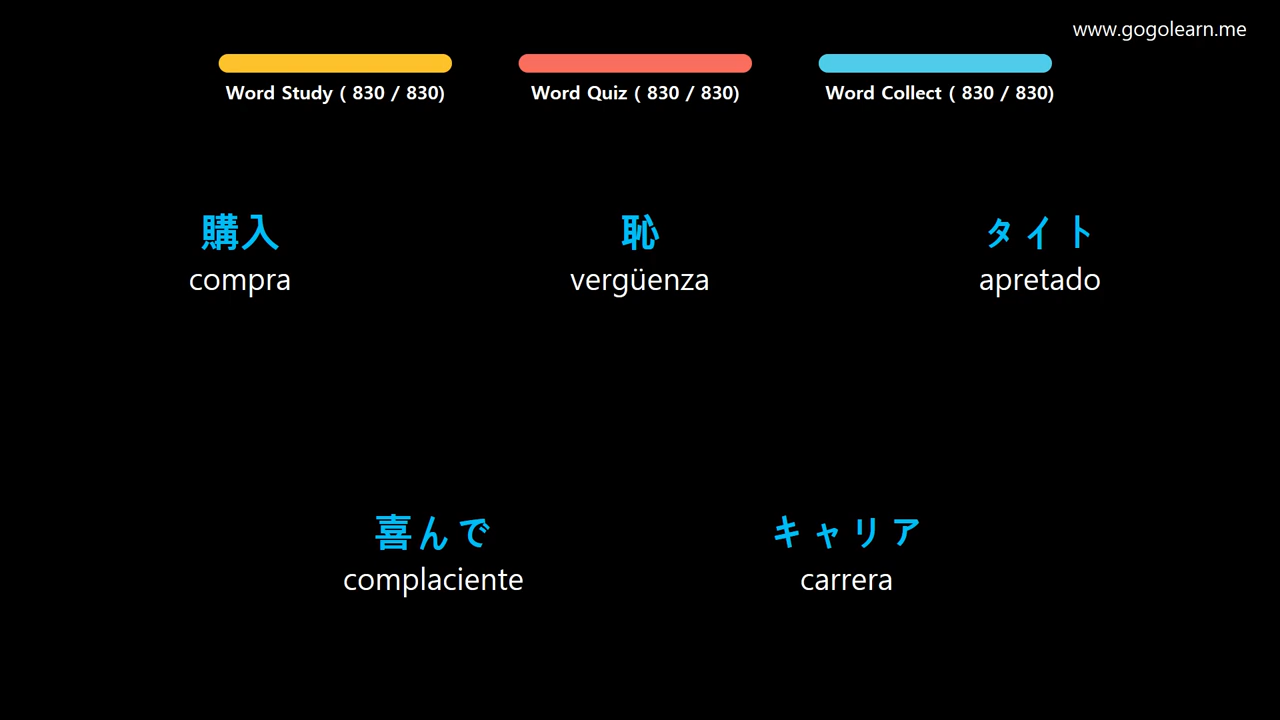 www.gogolearn.me
Word Study ( 830 / 830)
Word Quiz ( 830 / 830)
Word Collect ( 830 / 830)
購入
compra
恥
vergüenza
タイト
apretado
喜んで
complaciente
キャリア
carrera